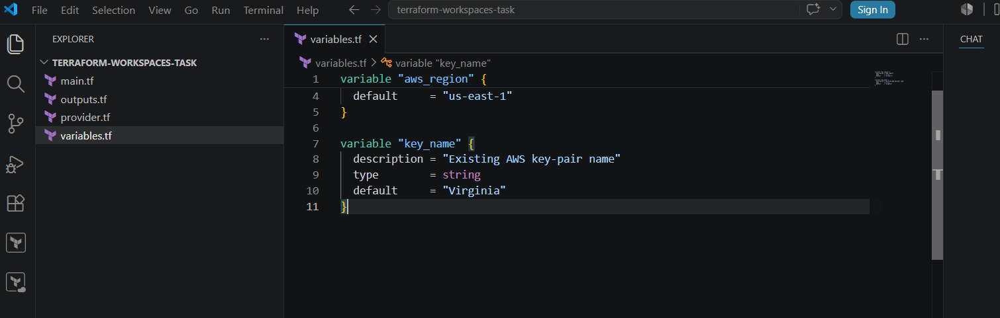 File Edit Selection View Go Run Terminal Help terraform-workspaces-task Sign In
EXPLORER
TERRAFORM-WORKSPACES-TASK
main.tf
outputs.tf
provider.tf
variables.tf
variables.tf
variables.tf > variable "key_name"
1 variable "aws_region" {
4 default = "us-east-1"
5 }
6
7 variable "key_name" {
8 description = "Existing AWS key-pair name"
9 type = string
10 default = "Virginia"
11 }
CHAT